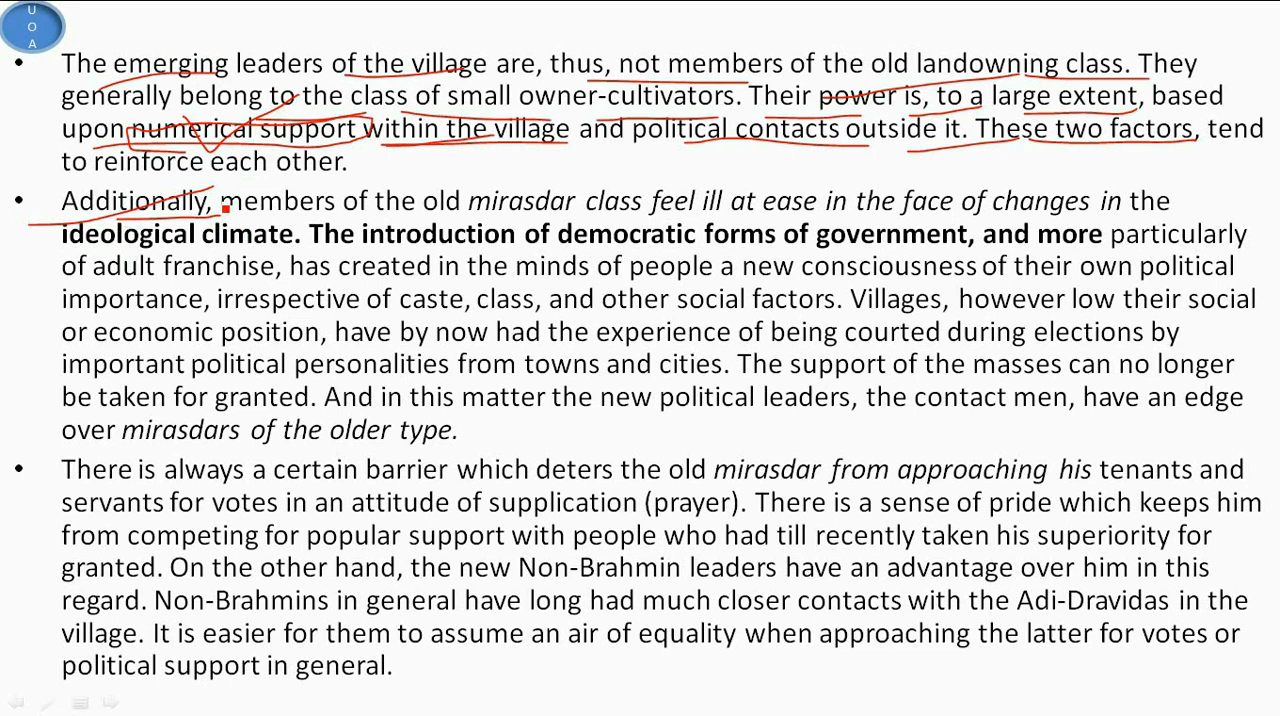 U
O
A
• The emerging leaders of the village are, thus, not members of the old landowning class. They
generally belong to the class of small owner-cultivators. Their power is, to a large extent, based
upon numerical support within the village and political contacts outside it. These two factors, tend
to reinforce each other.
• Additionally, members of the old mirasdar class feel ill at ease in the face of changes in the
ideological climate. The introduction of democratic forms of government, and more particularly
of adult franchise, has created in the minds of people a new consciousness of their own political
importance, irrespective of caste, class, and other social factors. Villages, however low their social
or economic position, have by now had the experience of being courted during elections by
important political personalities from towns and cities. The support of the masses can no longer
be taken for granted. And in this matter the new political leaders, the contact men, have an edge
over mirasdars of the older type.
• There is always a certain barrier which deters the old mirasdar from approaching his tenants and
servants for votes in an attitude of supplication (prayer). There is a sense of pride which keeps him
from competing for popular support with people who had till recently taken his superiority for
granted. On the other hand, the new Non-Brahmin leaders have an advantage over him in this
regard. Non-Brahmins in general have long had much closer contacts with the Adi-Dravidas in the
village. It is easier for them to assume an air of equality when approaching the latter for votes or
political support in general.